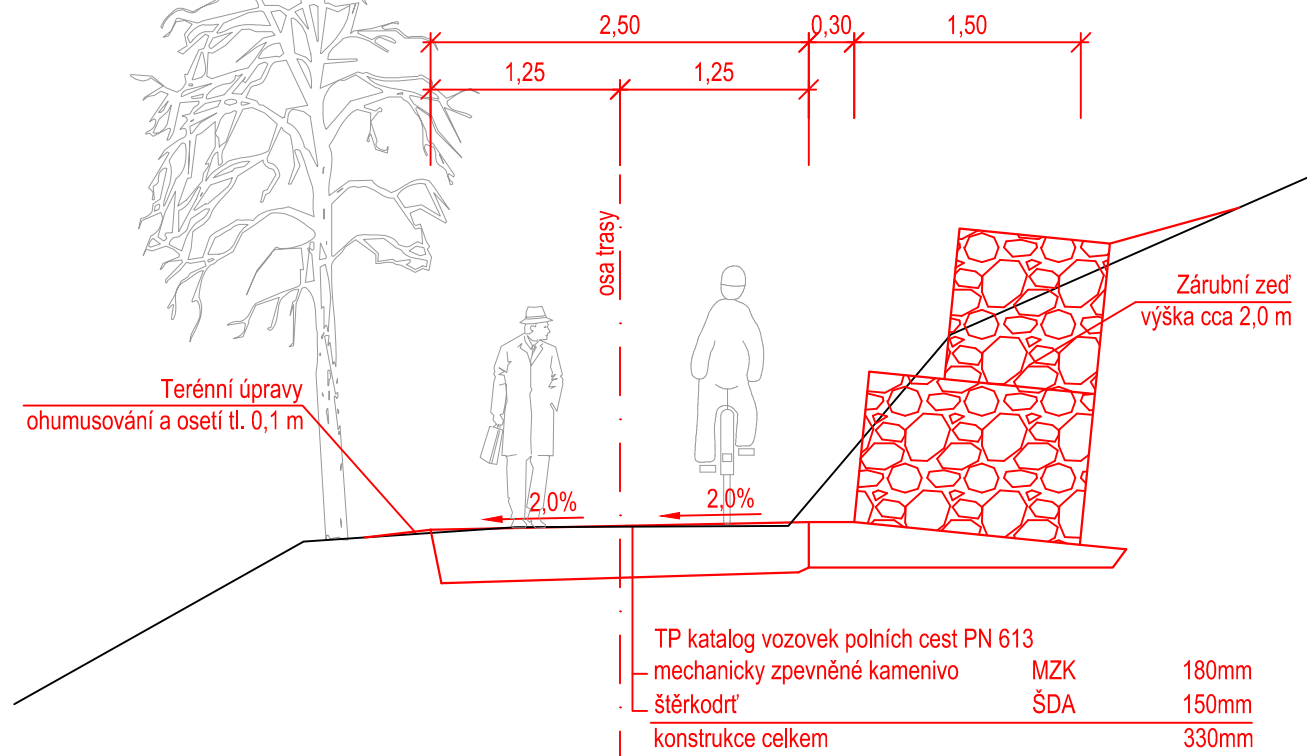 2,50 0,30 1,50
1,25 1,25
osa trasy
Zárubní zeď
výška cca 2,0 m
Terénní úpravy
ohumusování a osetí tl. 0,1 m
2,0% 2,0%
TP katalog vozovek polních cest PN 613
mechanicky zpevněné kamenivo MZK 180mm
štěrkodrť ŠDA 150mm
konstrukce celkem 330mm